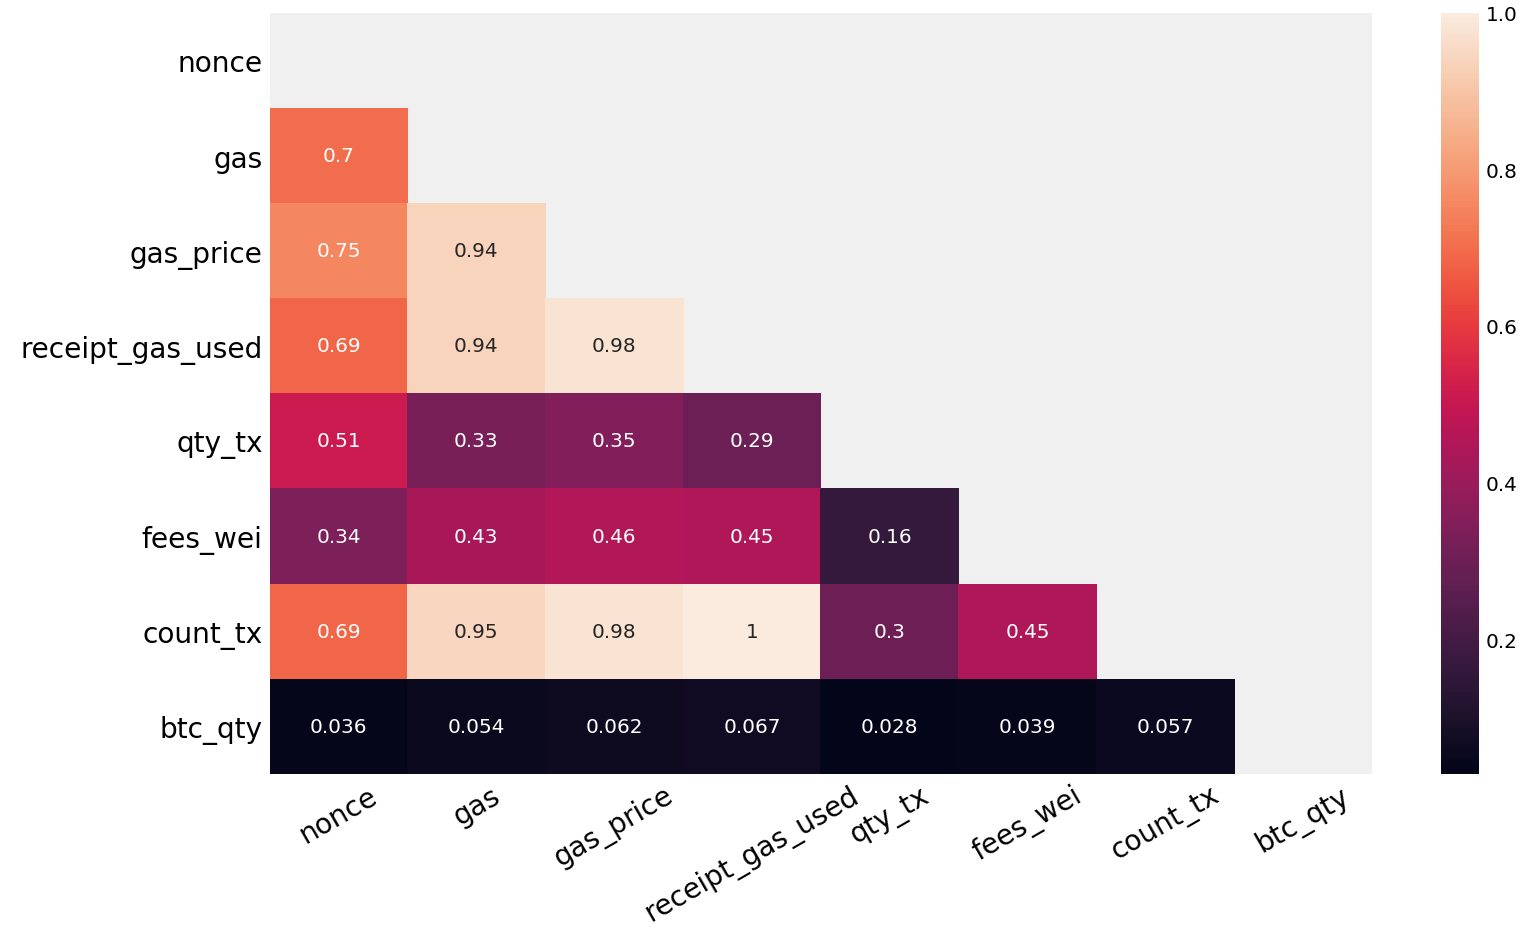 nonce
gas 0.7
gas_price 0.75 0.94
receipt_gas_used 0.69 0.94 0.98
qty_tx 0.51 0.33 0.35 0.29
fees_wei 0.34 0.43 0.46 0.45 0.16
count_tx 0.69 0.95 0.98 1 0.3 0.45
btc_qty 0.036 0.054 0.062 0.067 0.028 0.039 0.057
nonce gas gas_price receipt_gas_used qty_tx fees_wei count_tx btc_qty
1.0
0.8
0.6
0.4
0.2